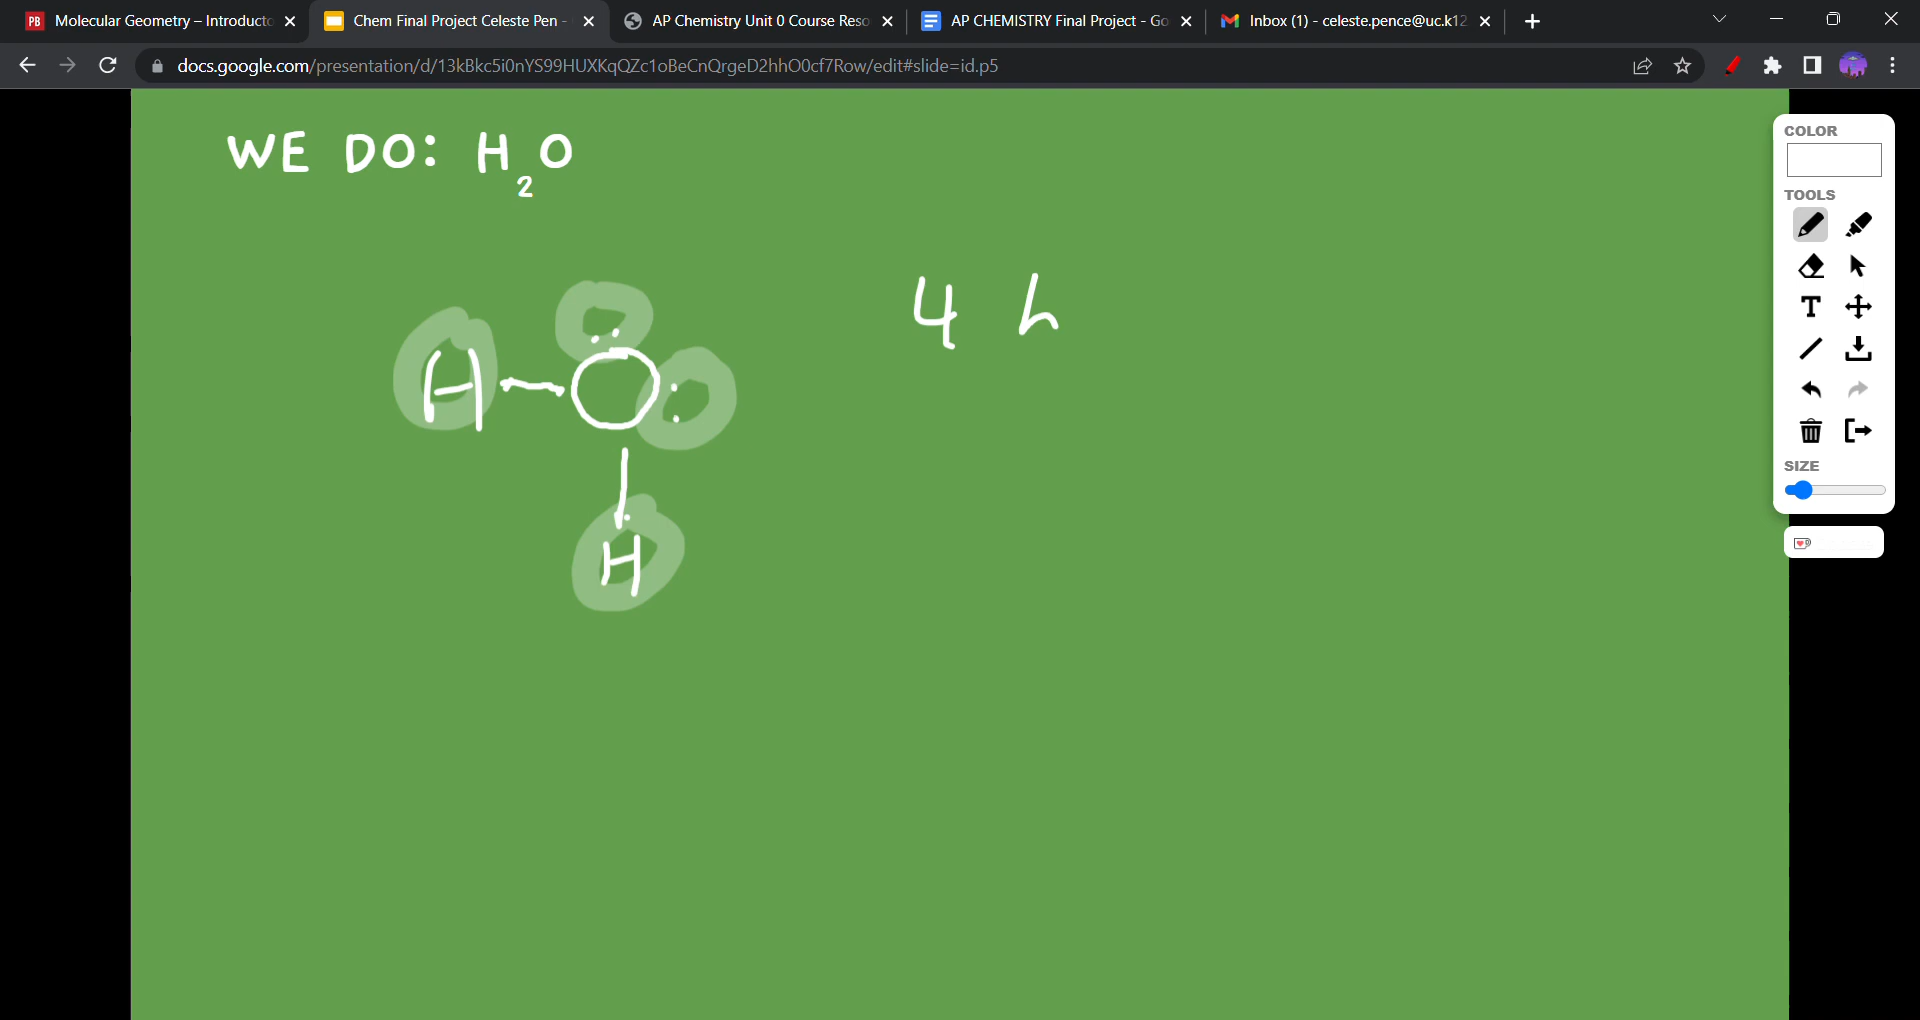 Molecular Geometry – Introducto
Chem Final Project Celeste Pen -
AP Chemistry Unit 0 Course Reso
AP CHEMISTRY Final Project - Go
Inbox (1) - celeste.pence@uc.k12
docs.google.com/presentation/d/13kBkc5i0nYS99HUXKqQZc1oBeCnQrgeD2hhO0cf7Row/edit#slide=id.p5
WE DO: H2O
COLOR
TOOLS
T
SIZE
4 h
H O
H
PB